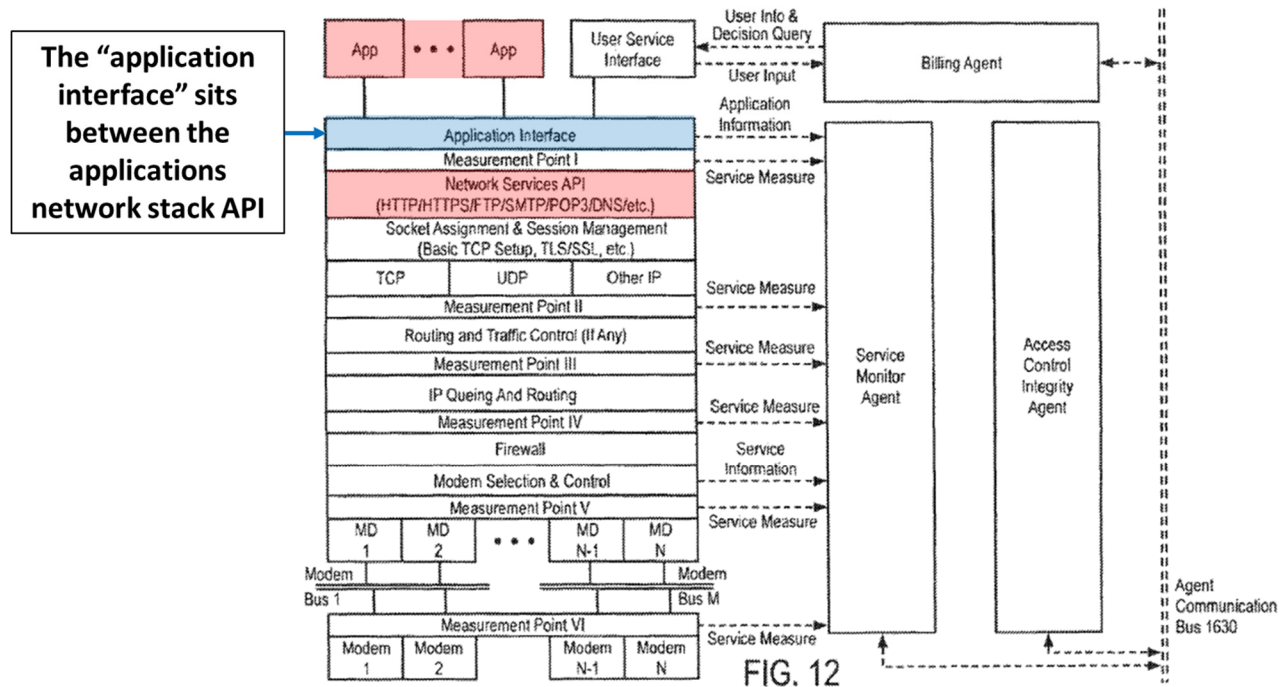 The “application
interface” sits
between the
applications
network stack API
App
• • •
App
User Service
Interface
User Info &
Decision Query
User Input
Billing Agent
Application Interface
Application
Information
Measurement Point I
Service Measure
Network Services API
(HTTP/HTTPS/FTP/SMTP/POP3/DNS/etc.)
Socket Assignment & Session Management
(Basic TCP Setup, TLS/SSL, etc.)
TCP
UDP
Other IP
Measurement Point II
Service Measure
Routing and Traffic Control (If Any)
Measurement Point III
Service Measure
IP Queing And Routing
Measurement Point IV
Service Measure
Firewall
Service
Information
Modem Selection & Control
Measurement Point V
Service Measure
MD
1
MD
2
• • •
MD
N-1
MD
N
Modem
Bus 1
Modem
Bus M
Measurement Point VI
Service Measure
Modem
1
Modem
2
Modem
N-1
Modem
N
Service
Monitor
Agent
Access
Control
Integrity
Agent
Agent
Communication
Bus 1630
FIG. 12